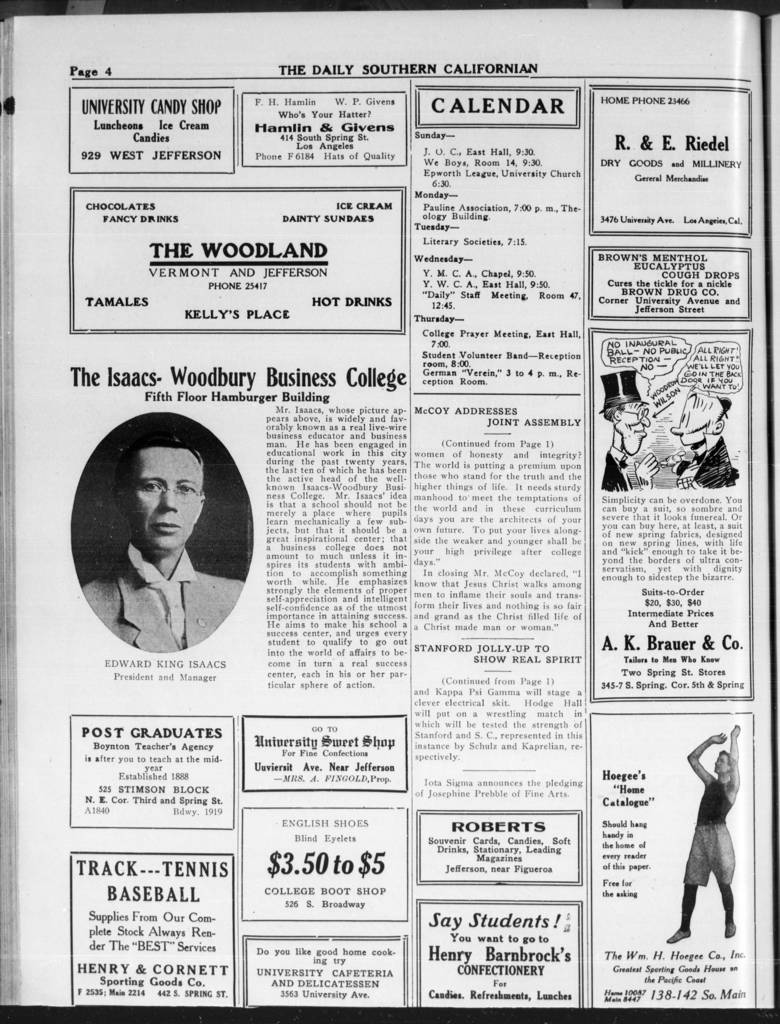 Page 4
THE DAILY SOUTHERN CALIFORNIAN
UNIVERSITY CANDY SHOP
Luncheons Ice Cream
Candies
929 WEST JEFFERSON
F. H. Hamlin W. P. Givens
Who's Your Hatter?
Hamlin & Givens
414 South Spring St.
Los Angeles
Phone F6184 Hats of Quality
CHOCOLATES ICE CREAM
FANCY DRINKS DAINTY SUNDAES
THE WOODLAND
VERMONT AND JEFFERSON
PHONE 25417
TAMALES HOT DRINKS
KELLY'S PLACE
The Isaacs- Woodbury Business College
Fifth Floor Hamburger Building
Mr. Isaacs, whose picture ap-
pears above, is widely and fav-
orably known as a real live-wire
business educator and business
man. He has been engaged in
educational work in this city
during the past twenty years,
the last ten of which he has been
the active head of the well-
known Isaacs-Woodbury Busi-
ness College. Mr. Isaacs' idea
is that a school should not be
merely a place where pupils
learn mechanically a few sub-
jects, but that it should be a
great inspirational center; that
a business college does not
amount to much unless it in-
spires its students with ambi-
tion to accomplish something
worth while. He emphasizes
strongly the elements of proper
self-appreciation and intelligent
self-confidence as of the utmost
importance in attaining success.
He aims to make his school a
success center, and urges every
student to qualify to go out
into the world of affairs to be-
come in turn a real success
center, each in his or her par-
ticular sphere of action.
EDWARD KING ISAACS
President and Manager
POST GRADUATES
Boynton Teacher's Agency
is after you to teach at the mid-
year
Established 1888
525 STIMSON BLOCK
N. E. Cor. Third and Spring St.
A1840 Bdwy. 1919
TRACK---TENNIS
BASEBALL
Supplies From Our Com-
plete Stock Always Ren-
der The "BEST" Services
HENRY & CORNETT
Sporting Goods Co.
F 2535; Main 2214 442 S. SPRING ST.
GO TO
University Sweet Shop
For Fine Confections
Uuviersit Ave. Near Jefferson
—MRS. A. FINGOLD, Prop.
ENGLISH SHOES
Blind Eyelets
$3.50 to $5
COLLEGE BOOT SHOP
526 S. Broadway
Do you like good home cook-
ing try
UNIVERSITY CAFETERIA
AND DELICATESSEN
3563 University Ave.
CALENDAR
Sunday—
J. O. C., East Hall, 9:30.
We Boys, Room 14, 9:30.
Epworth League, University Church
6:30.
Monday—
Pauline Association, 7:00 p. m., The-
ology Building.
Tuesday—
Literary Societies, 7:15.
Wednesday—
Y. M. C. A., Chapel, 9:50.
Y. W. C. A., East Hall, 9:50.
"Daily" Staff Meeting, Room 47,
12:45.
Thursday—
College Prayer Meeting, East Hall,
7:00.
Student Volunteer Band—Reception
room, 8:00.
German "Verein," 3 to 4 p. m., Re-
ception Room.
McCOY ADDRESSES
JOINT ASSEMBLY
(Continued from Page 1)
women of honesty and integrity?
The world is putting a premium upon
those who stand for the truth and the
higher things of life. It needs sturdy
manhood to meet the temptations of
the world and in these curriculum
days you are the architects of your
own future. To put your lives along-
side the weaker and younger shall be
your high privilege after college
days."
In closing Mr. McCoy declared, "I
know that Jesus Christ walks among
men to inflame their souls and trans-
form their lives and nothing is so fair
and grand as the Christ filled life of
a Christ made man or woman."
STANFORD JOLLY-UP TO
SHOW REAL SPIRIT
(Continued from Page 1)
and Kappa Psi Gamma will stage a
clever electrical skit. Hodge Hall
will put on a wrestling match in
which will be tested the strength of
Stanford and S. C., represented in this
instance by Schulz and Kaprelian, re-
spectively.
Iota Sigma announces the pledging
of Josephine Prebble of Fine Arts.
ROBERTS
Souvenir Cards, Candies, Soft
Drinks, Stationary, Leading
Magazines
Jefferson, near Figueroa
Say Students!
You want to go to
Henry Barnbrock's
CONFECTIONERY
For
Candies, Refreshments, Lunches
HOME PHONE 23466
R. & E. Riedel
DRY GOODS and MILLINERY
General Merchandise
3476 University Ave. Los Angeles, Cal.
BROWN'S MENTHOL
EUCALYPTUS
COUGH DROPS
Cures the tickle for a nickle
BROWN DRUG CO.
Corner University Avenue and
Jefferson Street
NO INAUGURAL
BALL - NO PUBLIC
RECEPTION -
NO -
WOODROW
WILSON
ALL RIGHT!
ALL RIGHT!
WE'LL LET YOU
GO IN THE BACK
DOOR IF YOU
WANT TO!
Simplicity can be overdone. You
can buy a suit, so sombre and
severe that it looks funereal. Or
you can buy here, at least, a suit
of new spring fabrics, designed
on new spring lines, with life
and "kick" enough to take it be-
yond the borders of ultra con-
servatism, yet with dignity
enough to sidestep the bizarre.
Suits-to-Order
$20, $30, $40
Intermediate Prices
And Better
A. K. Brauer & Co.
Tailors to Men Who Know
Two Spring St. Stores
345-7 S. Spring. Cor. 5th & Spring
Hoegee's
"Home
Catalogue"
Should hang
handy in
the home of
every reader
of this paper.
Free for
the asking
The Wm. H. Hoegee Co., Inc.
Greatest Sporting Goods House on
the Pacific Coast
Home 10087
Main 8447 138-142 So. Main